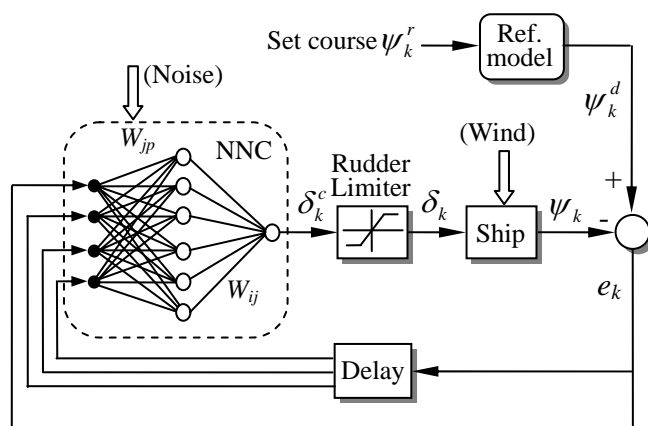 Set course ψ_k^r
Ref.
model
(Noise)
ψ_k^d
W_jp
NNC
(Wind)
Rudder
Limiter
+
δ_k^c
δ_k
ψ_k
-
Ship
W_ij
e_k
Delay